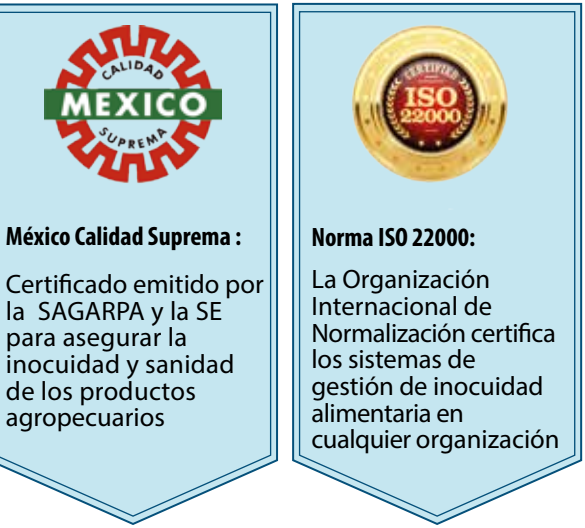 CALIDAD
MEXICO
SUPREMA
México Calidad Suprema :
Certificado emitido por
la SAGARPA y la SE
para asegurar la
inocuidad y sanidad
de los productos
agropecuarios
CERTIFIED
ISO
22000
Norma ISO 22000:
La Organización
Internacional de
Normalización certifica
los sistemas de
gestión de inocuidad
alimentaria en
cualquier organización